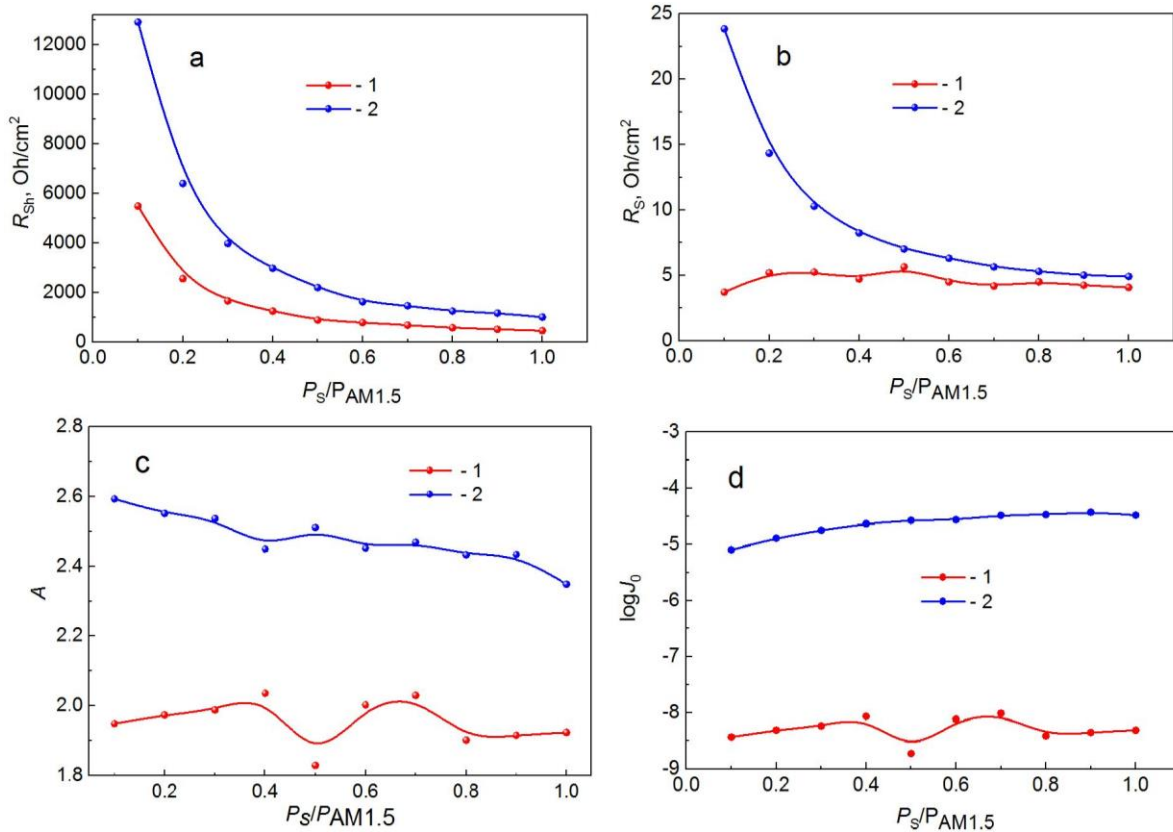 a
- 1
- 2
12000
10000
8000
6000
4000
2000
0
R_Sh, Oh/cm²
0.0 0.2 0.4 0.6 0.8 1.0
P_S/P_AM1.5
b
- 1
- 2
25
20
15
10
5
0
R_S, Oh/cm²
0.0 0.2 0.4 0.6 0.8 1.0
P_S/P_AM1.5
c
- 1
- 2
2.8
2.6
2.4
2.2
2.0
1.8
A
0.2 0.4 0.6 0.8 1.0
P_S/P_AM1.5
d
- 1
- 2
-3
-4
-5
-6
-7
-8
-9
logJ_0
0.0 0.2 0.4 0.6 0.8 1.0
P_S/P_AM1.5